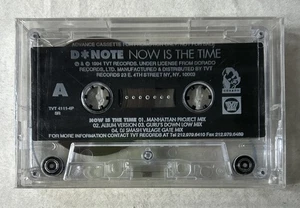 ADVANCE CASSETTE
D*NOTE NOW IS THE TIME
℗ & © 1994 TVT RECORDS, UNDER LICENSE FROM DORADO
RECORDS, LTD. MANUFACTURED & DISTRIBUTED BY TVT
RECORDS 23 E. 4TH STREET NY, NY. 10003
A
TVT 4111-4P
NOW IS THE TIME 01. MANHATTAN PROJECT MIX
02. ALBUM VERSION 03. GURU'S DOWN LOW MIX
04. DJ SMASH VILLAGE GATE MIX
FOR MORE INFORMATION CONTACT TVT RECORDS AT Tel 212.979.6410 Fax 212.979.6489